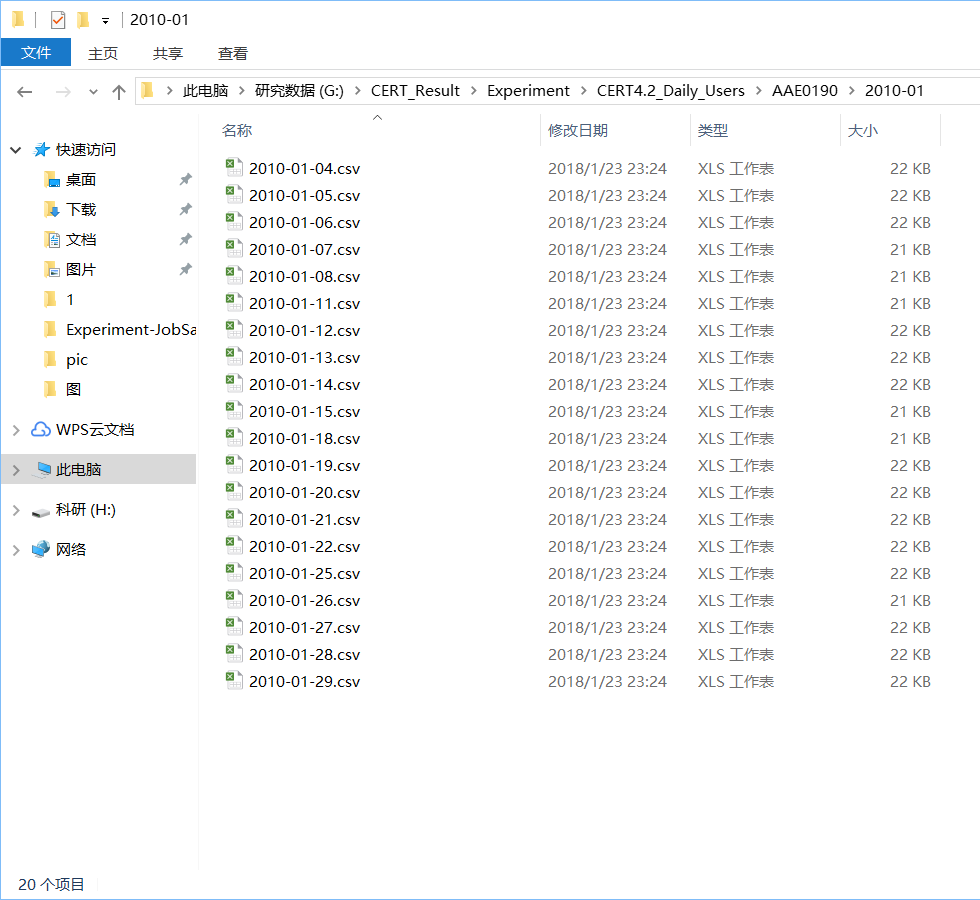 2010-01
文件 主页 共享 查看
此电脑 研究数据 (G:) CERT_Result Experiment CERT4.2_Daily_Users AAE0190 2010-01
名称 修改日期 类型 大小
快速访问
桌面
下载
文档
图片
1
Experiment-JobSa
pic
图
WPS云文档
此电脑
科研 (H:)
网络
2010-01-04.csv 2018/1/23 23:24 XLS 工作表 22 KB
2010-01-05.csv 2018/1/23 23:24 XLS 工作表 22 KB
2010-01-06.csv 2018/1/23 23:24 XLS 工作表 22 KB
2010-01-07.csv 2018/1/23 23:24 XLS 工作表 21 KB
2010-01-08.csv 2018/1/23 23:24 XLS 工作表 21 KB
2010-01-11.csv 2018/1/23 23:24 XLS 工作表 21 KB
2010-01-12.csv 2018/1/23 23:24 XLS 工作表 22 KB
2010-01-13.csv 2018/1/23 23:24 XLS 工作表 22 KB
2010-01-14.csv 2018/1/23 23:24 XLS 工作表 22 KB
2010-01-15.csv 2018/1/23 23:24 XLS 工作表 21 KB
2010-01-18.csv 2018/1/23 23:24 XLS 工作表 21 KB
2010-01-19.csv 2018/1/23 23:24 XLS 工作表 22 KB
2010-01-20.csv 2018/1/23 23:24 XLS 工作表 22 KB
2010-01-21.csv 2018/1/23 23:24 XLS 工作表 22 KB
2010-01-22.csv 2018/1/23 23:24 XLS 工作表 22 KB
2010-01-25.csv 2018/1/23 23:24 XLS 工作表 22 KB
2010-01-26.csv 2018/1/23 23:24 XLS 工作表 21 KB
2010-01-27.csv 2018/1/23 23:24 XLS 工作表 22 KB
2010-01-28.csv 2018/1/23 23:24 XLS 工作表 22 KB
2010-01-29.csv 2018/1/23 23:24 XLS 工作表 22 KB
20 个项目